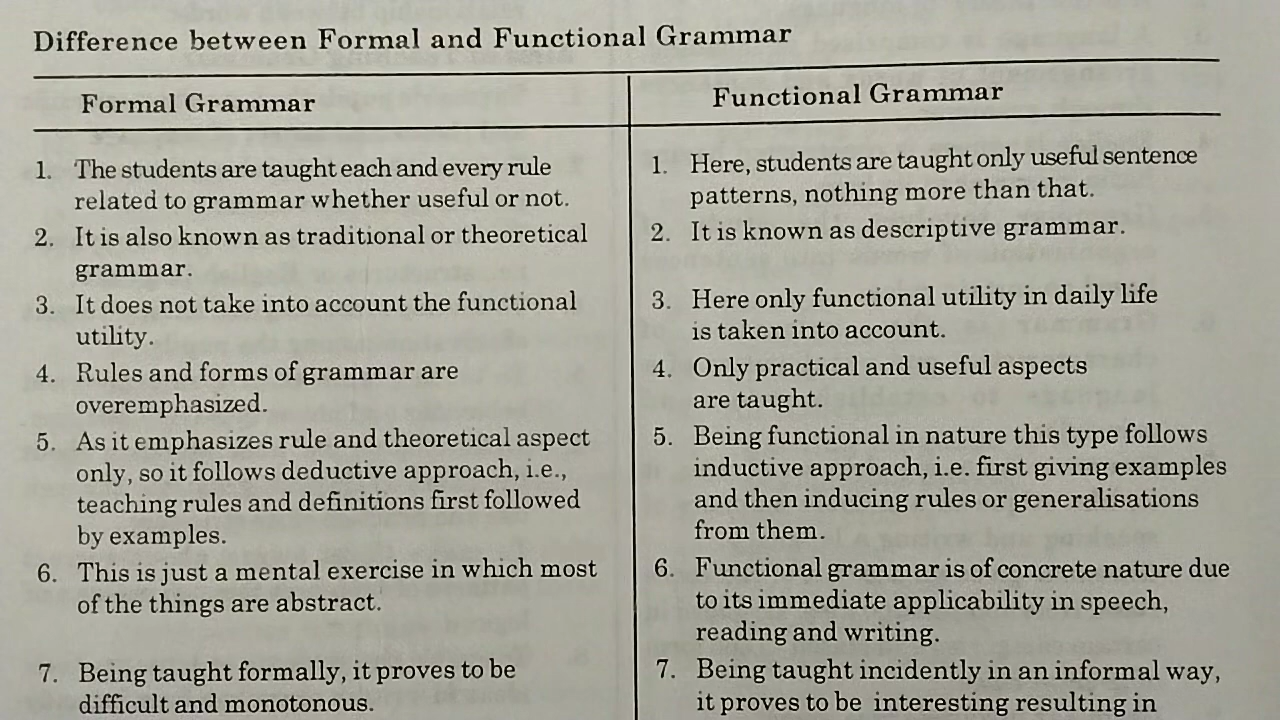 Difference between Formal and Functional Grammar
Formal Grammar
1. The students are taught each and every rule
related to grammar whether useful or not.
2. It is also known as traditional or theoretical
grammar.
3. It does not take into account the functional
utility.
4. Rules and forms of grammar are
overemphasized.
5. As it emphasizes rule and theoretical aspect
only, so it follows deductive approach, i.e.,
teaching rules and definitions first followed
by examples.
6. This is just a mental exercise in which most
of the things are abstract.
7. Being taught formally, it proves to be
difficult and monotonous.
Functional Grammar
1. Here, students are taught only useful sentence
patterns, nothing more than that.
2. It is known as descriptive grammar.
3. Here only functional utility in daily life
is taken into account.
4. Only practical and useful aspects
are taught.
5. Being functional in nature this type follows
inductive approach, i.e. first giving examples
and then inducing rules or generalisations
from them.
6. Functional grammar is of concrete nature due
to its immediate applicability in speech,
reading and writing.
7. Being taught incidently in an informal way,
it proves to be interesting resulting in